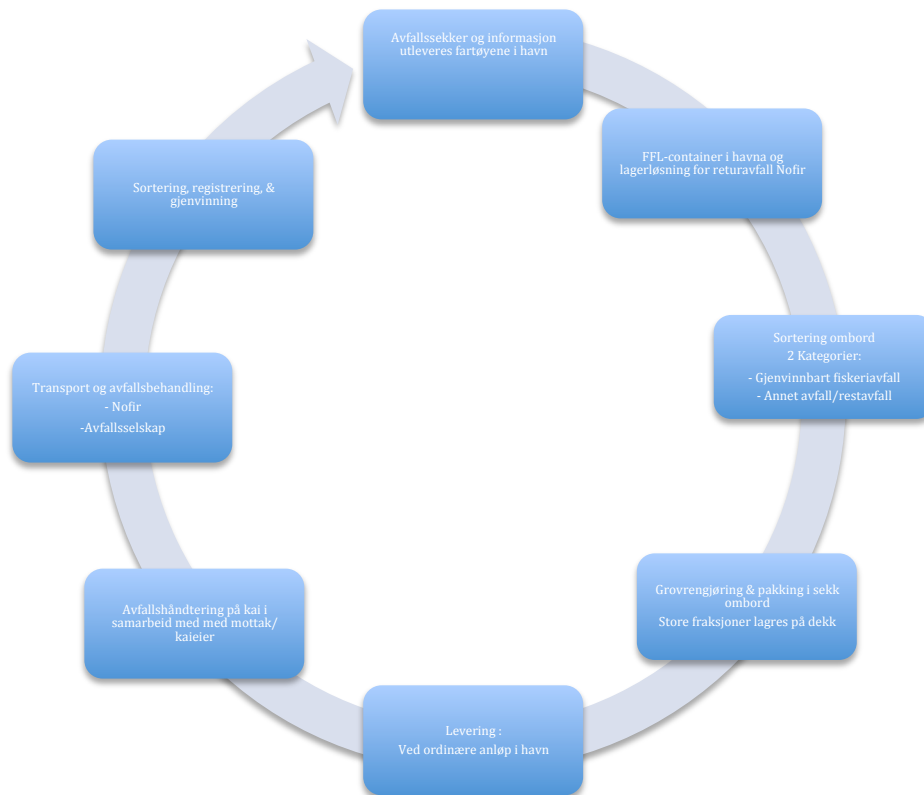 Avfallssekker og informasjon
utleveres fartøyene i havn
FFL-container i havna og
lagerløsning for returavfall Nofir
Sortering ombord
2 Kategorier:
- Gjenvinnbart fiskeriavfall
- Annet avfall/restavfall
Grovrengjøring & pakking i sekk
ombord
Store fraksjoner lagres på dekk
Levering :
Ved ordinære anløp i havn
Avfallshåndtering på kai i
samarbeid med med mottak/
kaieier
Transport og avfallsbehandling:
- Nofir
-Avfallsselskap
Sortering, registrering, &
gjenvinning